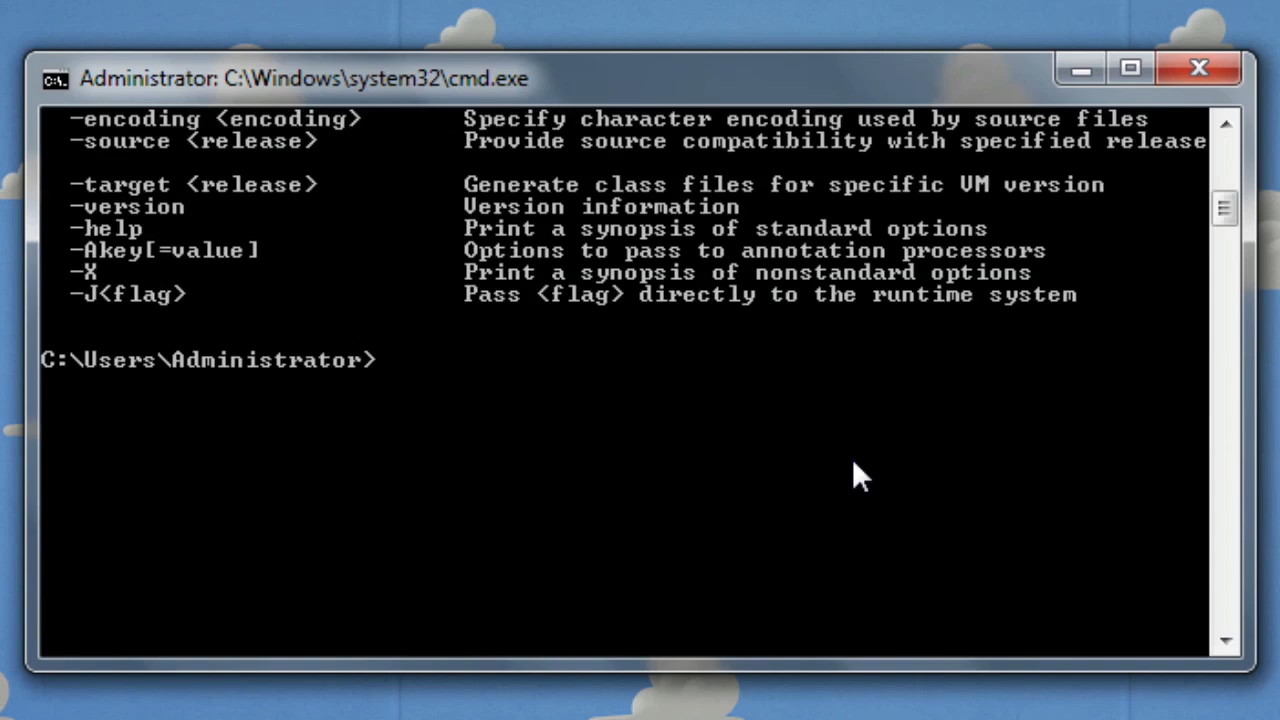 Administrator: C:\Windows\system32\cmd.exe
-encoding <encoding> Specify character encoding used by source files
-source <release> Provide source compatibility with specified release
-target <release> Generate class files for specific VM version
-version Version information
-help Print a synopsis of standard options
-Akey[=value] Options to pass to annotation processors
-X Print a synopsis of nonstandard options
-J<flag> Pass <flag> directly to the runtime system
C:\Users\Administrator>